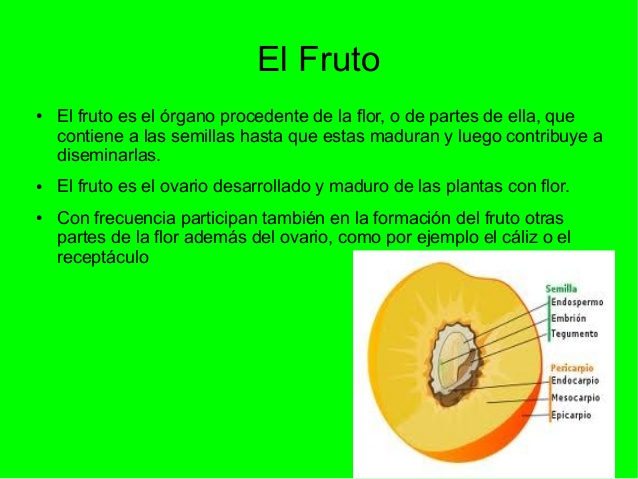 El Fruto
● El fruto es el órgano procedente de la flor, o de partes de ella, que
contiene a las semillas hasta que estas maduran y luego contribuye a
diseminarlas.
● El fruto es el ovario desarrollado y maduro de las plantas con flor.
● Con frecuencia participan también en la formación del fruto otras
partes de la flor además del ovario, como por ejemplo el cáliz o el
receptáculo
Semilla
Endospermo
Embrión
Tegumento
Pericarpio
Endocarpio
Mesocarpio
Epicarpio